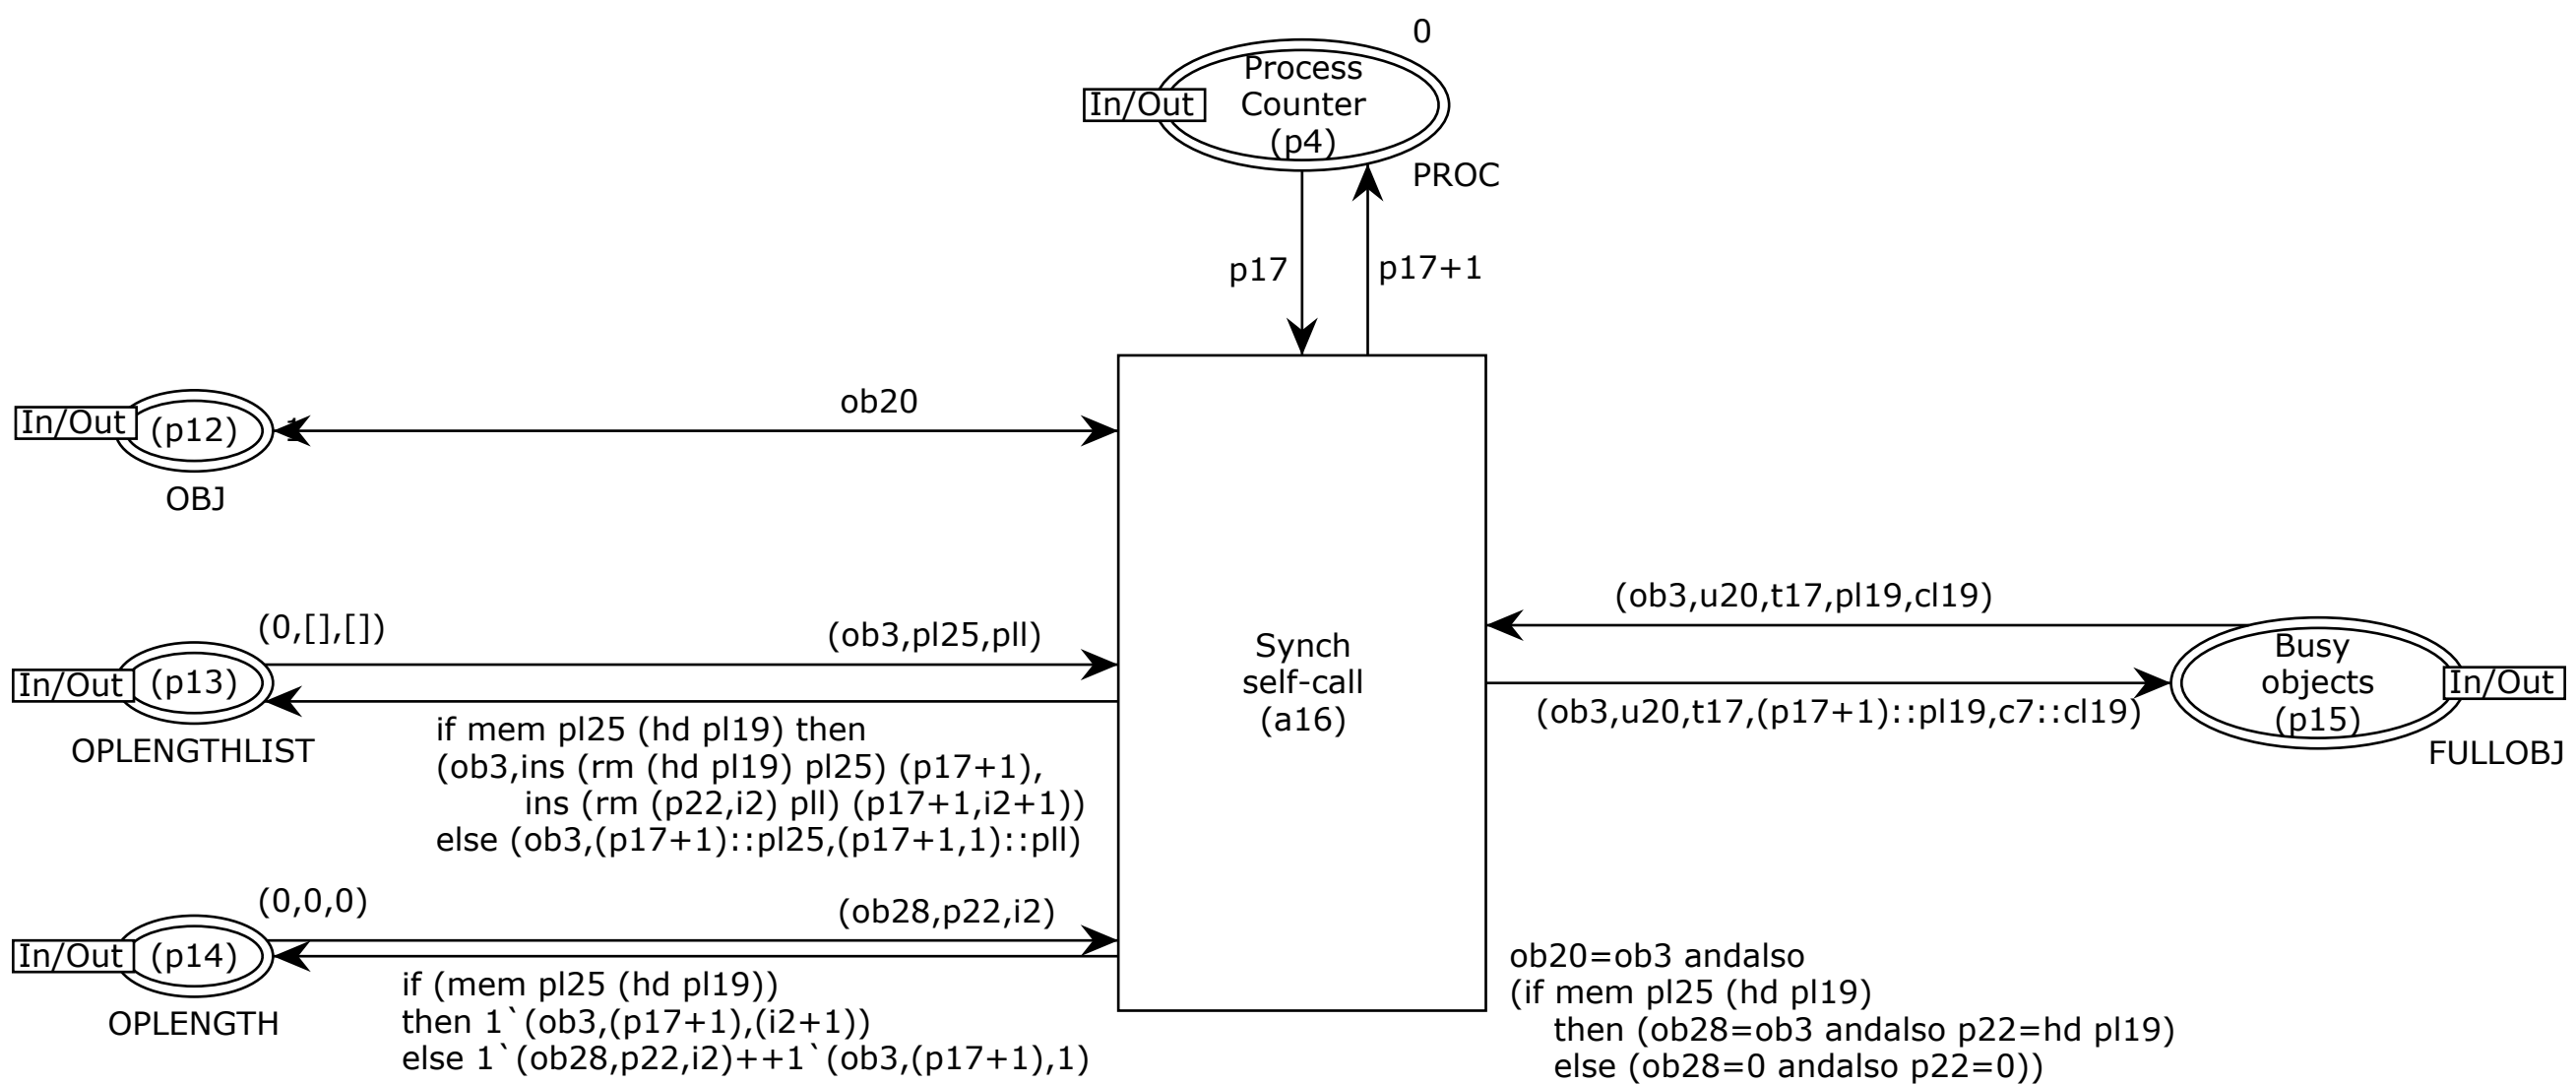 0
Process
Counter
(p4)
In/Out
PROC
p17
p17+1
ob20
In/Out
(p12)
OBJ
(0,[],[])
(ob3,pl25,pll)
In/Out
(p13)
OPLENGTHLIST
if mem pl25 (hd pl19) then
(ob3,ins (rm (hd pl19) pl25) (p17+1),
ins (rm (p22,i2) pll) (p17+1,i2+1))
else (ob3,(p17+1)::pl25,(p17+1,1)::pll)
Synch
self-call
(a16)
(ob3,u20,t17,pl19,cl19)
(ob3,u20,t17,(p17+1)::pl19,c7::cl19)
Busy
objects
(p15)
In/Out
FULLOBJ
(0,0,0)
(ob28,p22,i2)
In/Out
(p14)
OPLENGTH
if (mem pl25 (hd pl19))
then 1`(ob3,(p17+1),(i2+1))
else 1`(ob28,p22,i2)++1`(ob3,(p17+1),1)
ob20=ob3 andalso
(if mem pl25 (hd pl19)
then (ob28=ob3 andalso p22=hd pl19)
else (ob28=0 andalso p22=0))